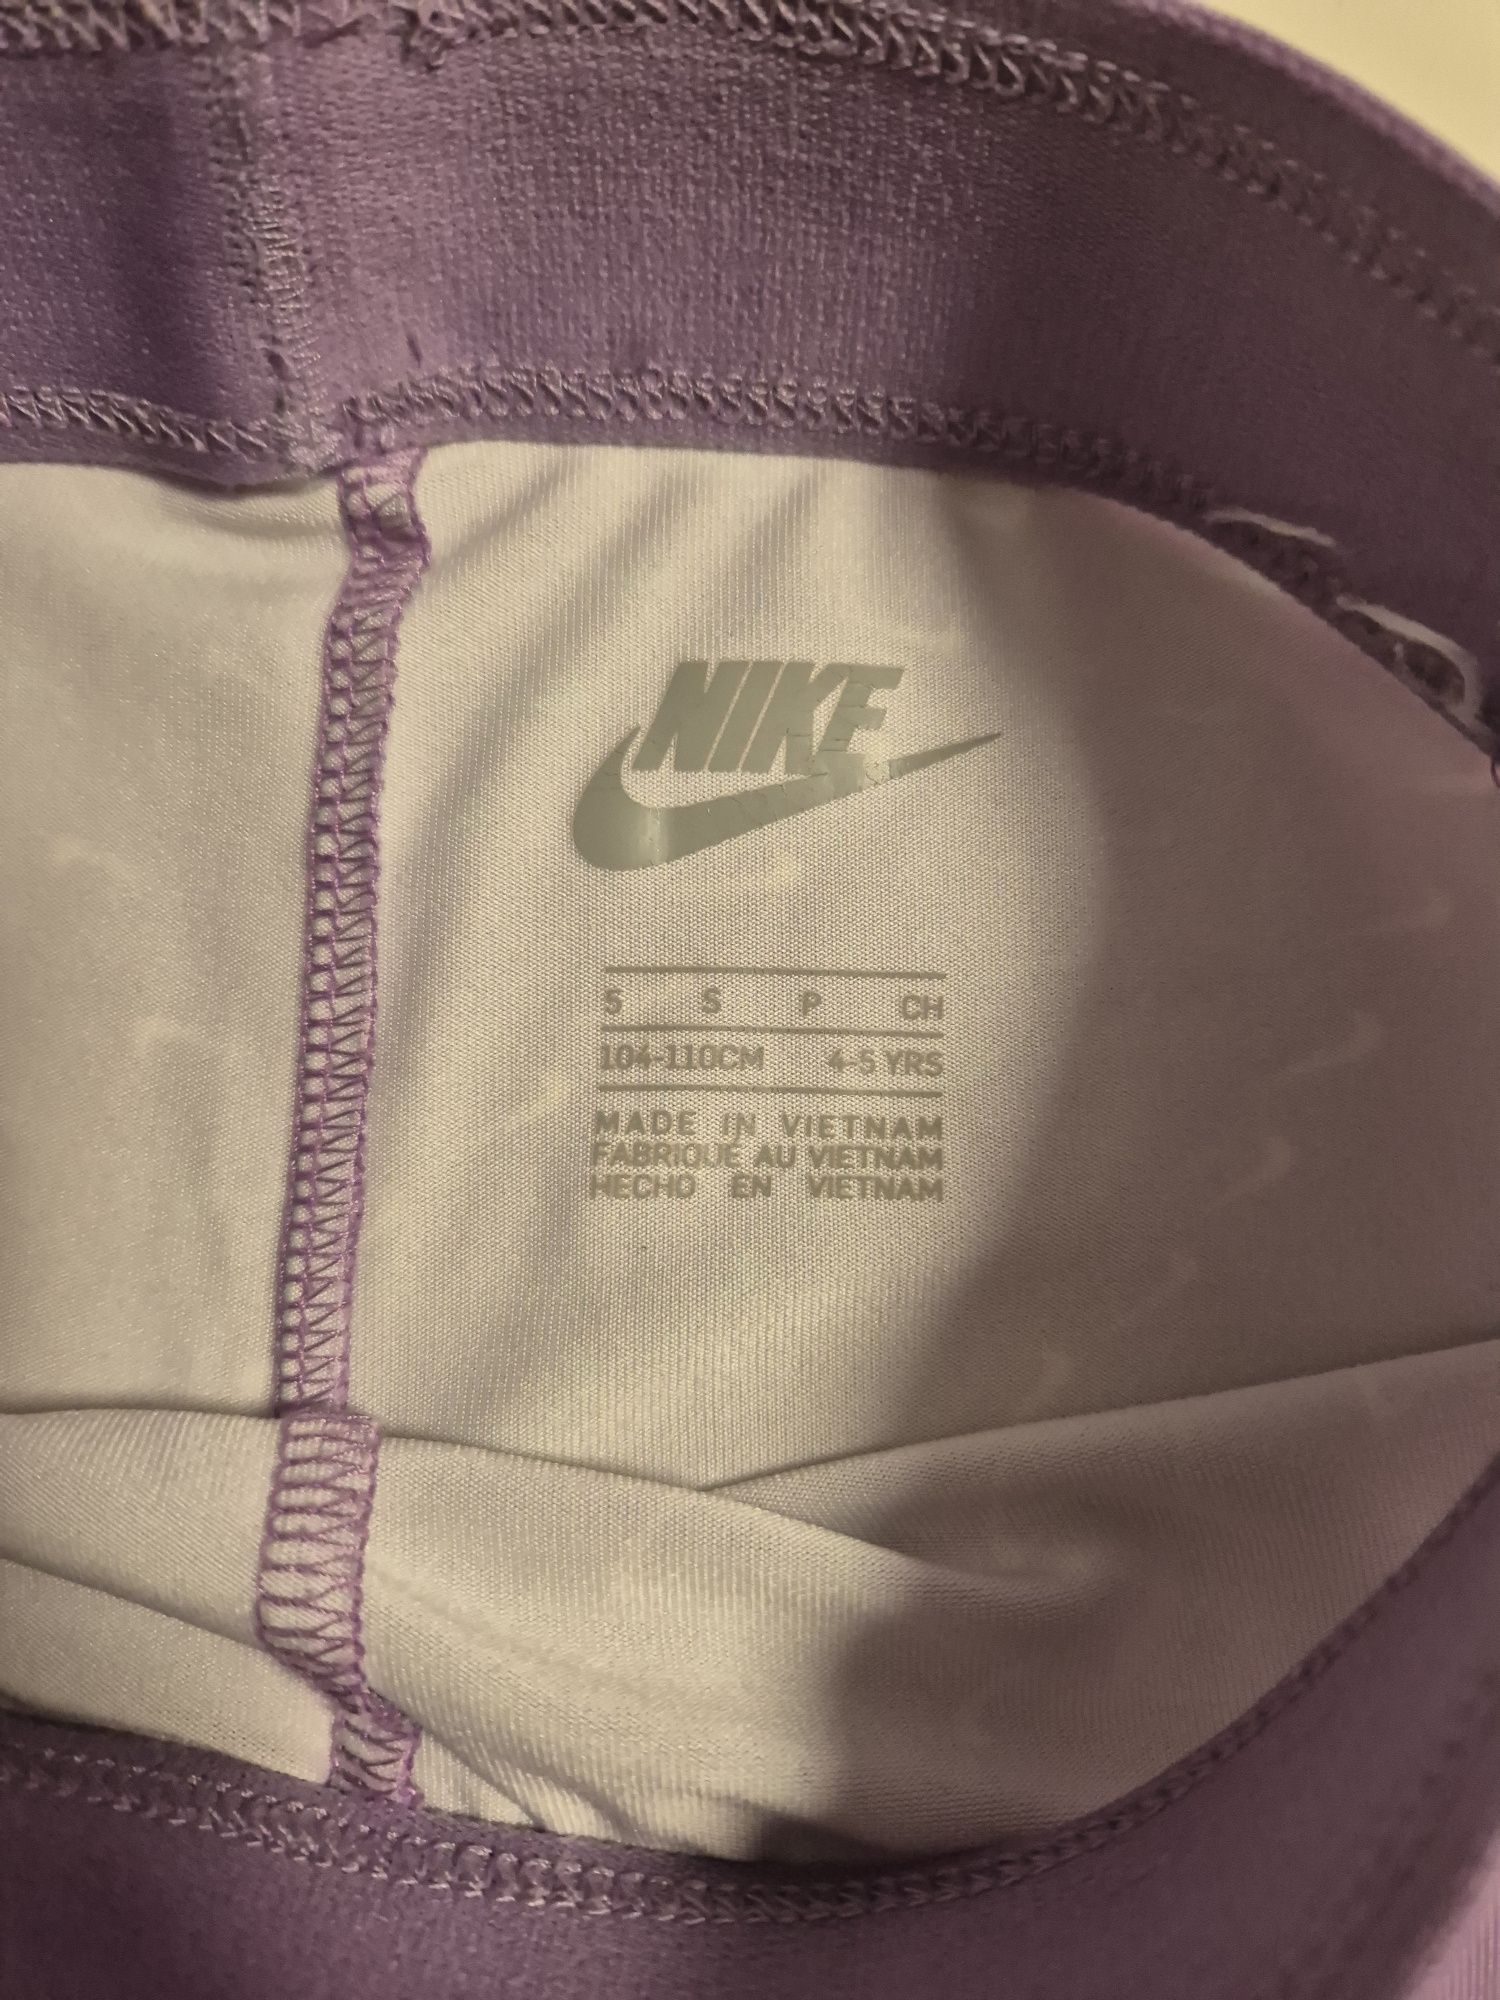 NIKE
S S P CH
104-110CM 4-5 YRS
MADE IN VIETNAM
FABRIQUÉ AU VIETNAM
HECHO EN VIETNAM